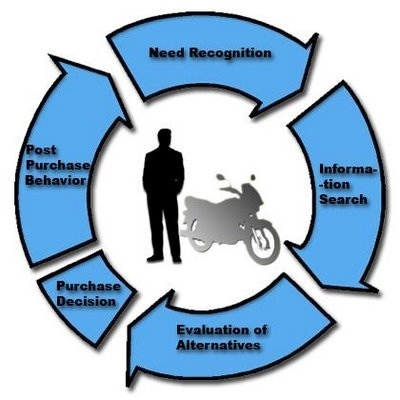 Need Recognition
Informa-
-tion
Search
Evaluation of
Alternatives
Purchase
Decision
Post
Purchase
Behavior